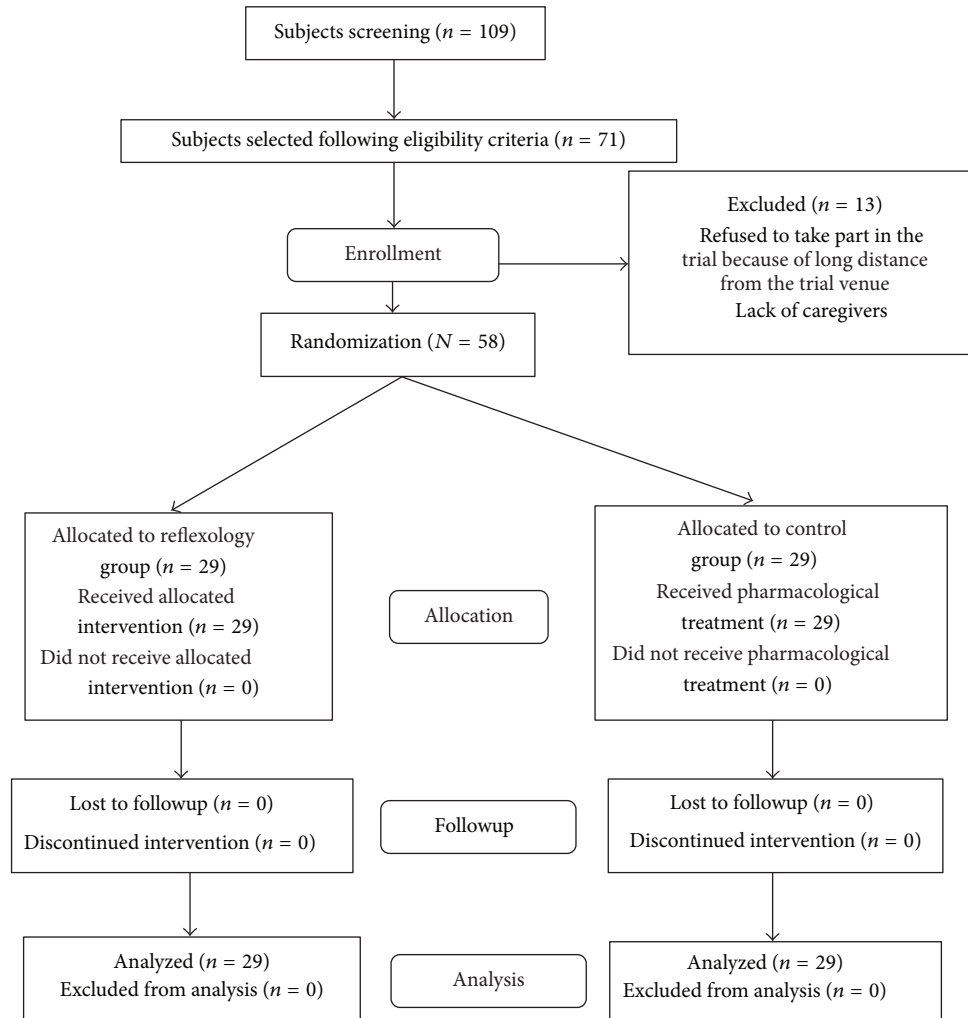 Subjects screening (n = 109)
Subjects selected following eligibility criteria (n = 71)
Excluded (n = 13)
Refused to take part in the
trial because of long distance
from the trial venue
Lack of caregivers
Enrollment
Randomization (N = 58)
Allocated to reflexology
group (n = 29)
Received allocated
intervention (n = 29)
Did not receive allocated
intervention (n = 0)
Allocation
Allocated to control
group (n = 29)
Received pharmacological
treatment (n = 29)
Did not receive pharmacological
treatment (n = 0)
Lost to followup (n = 0)
Discontinued intervention (n = 0)
Followup
Lost to followup (n = 0)
Discontinued intervention (n = 0)
Analyzed (n = 29)
Excluded from analysis (n = 0)
Analysis
Analyzed (n = 29)
Excluded from analysis (n = 0)